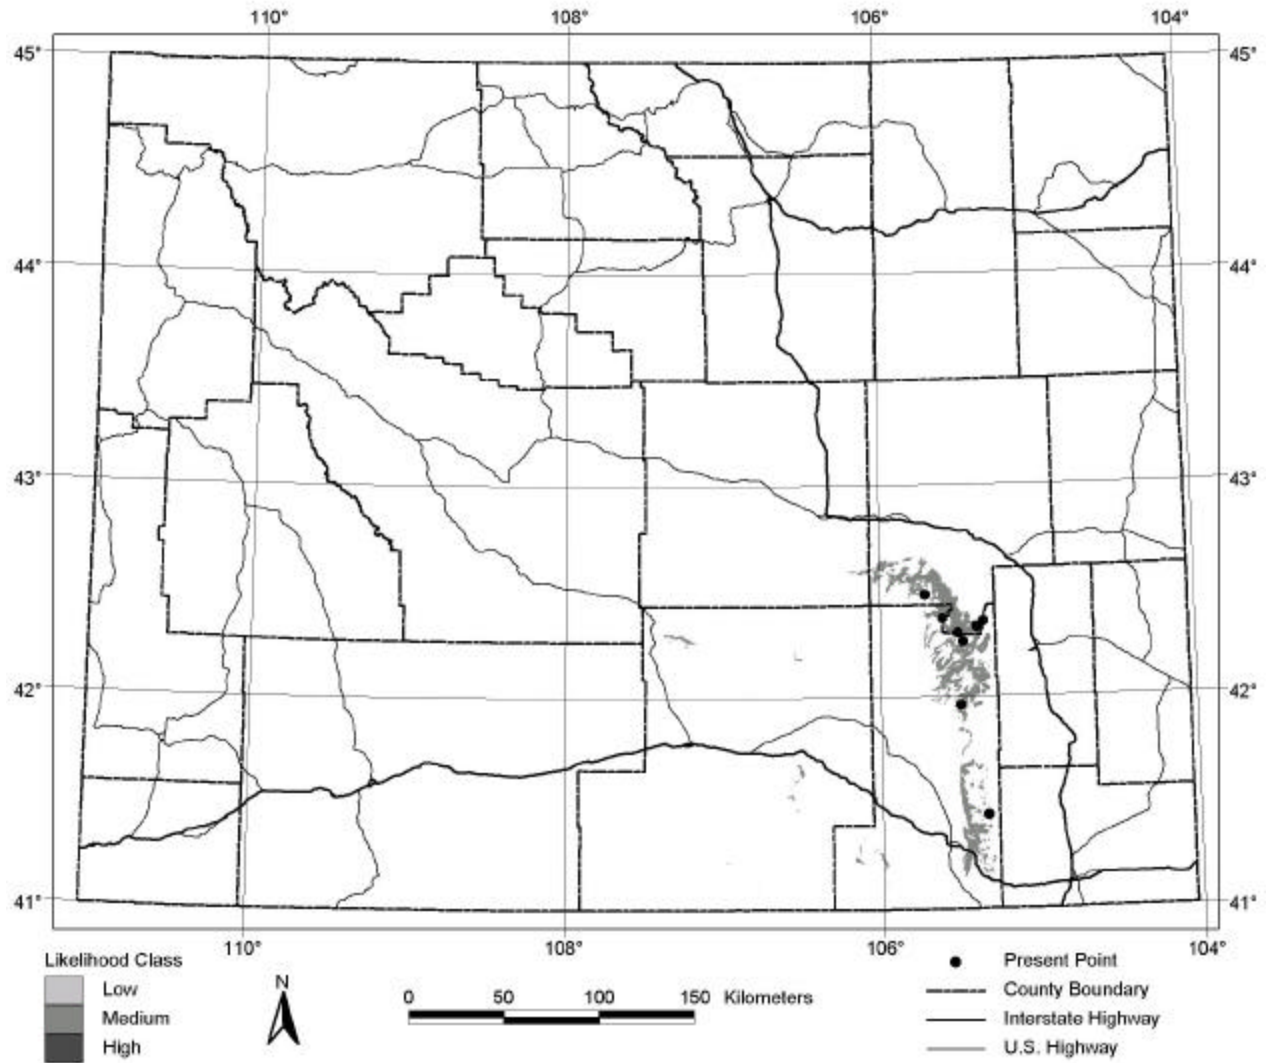 110° 108° 106° 104°
45° 45°
44° 44°
43° 43°
42° 42°
41° 41°
110° 108° 106° 104°
Likelihood Class
Low
Medium
High
N
0 50 100 150 Kilometers
Present Point
County Boundary
Interstate Highway
U.S. Highway